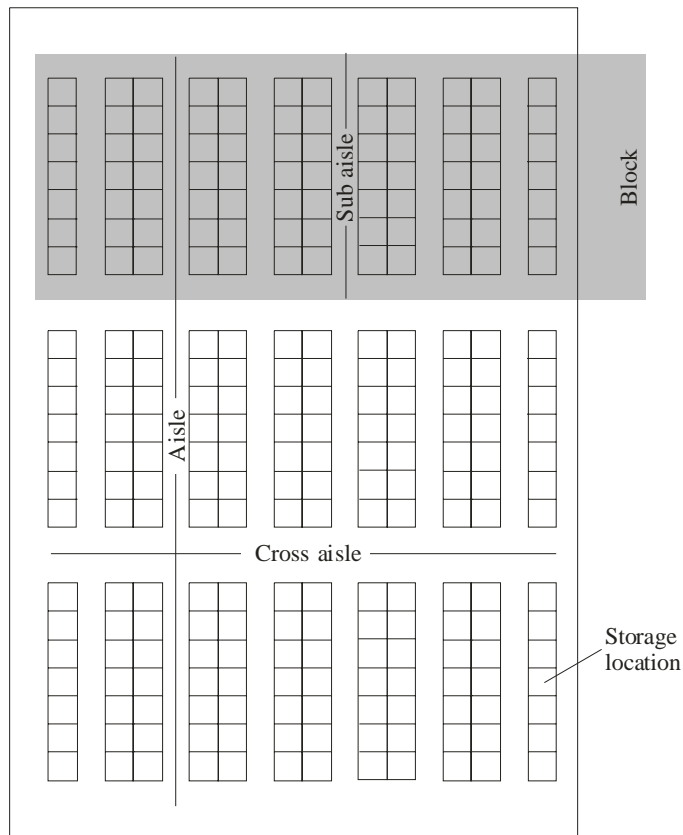 Sub aisle
Block
Aisle
Cross aisle
Storage
location